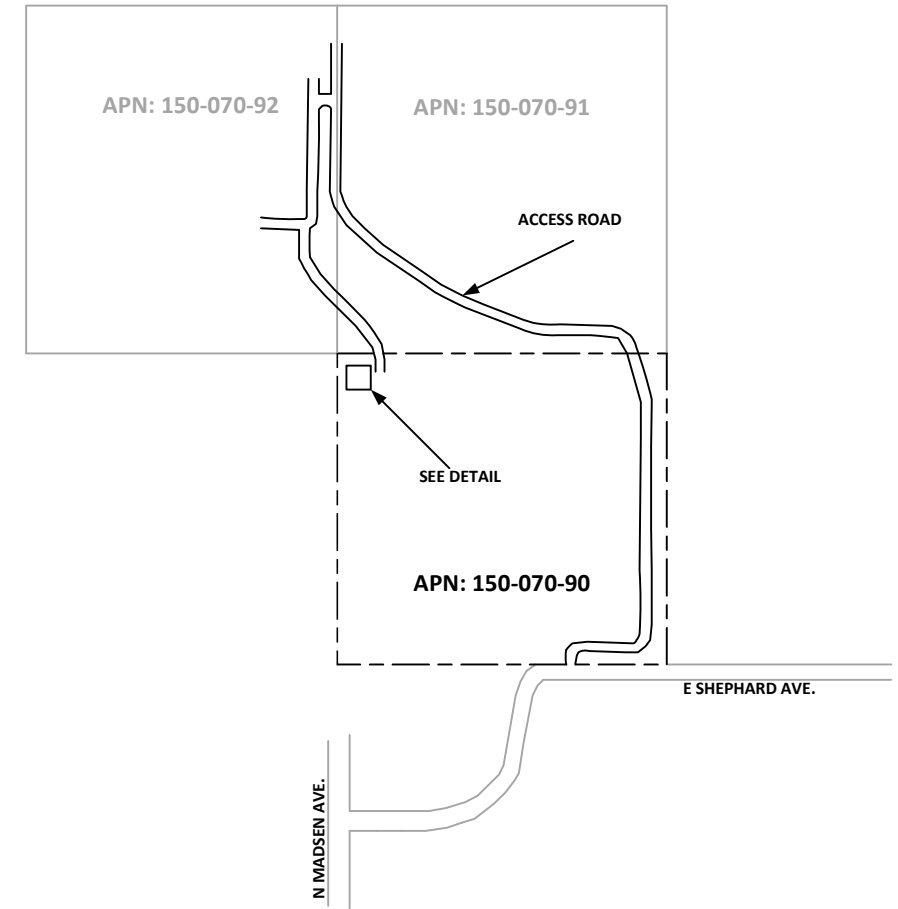 APN: 150-070-92
APN: 150-070-91
ACCESS ROAD
SEE DETAIL
APN: 150-070-90
E SHEPHARD AVE.
N MADSEN AVE.